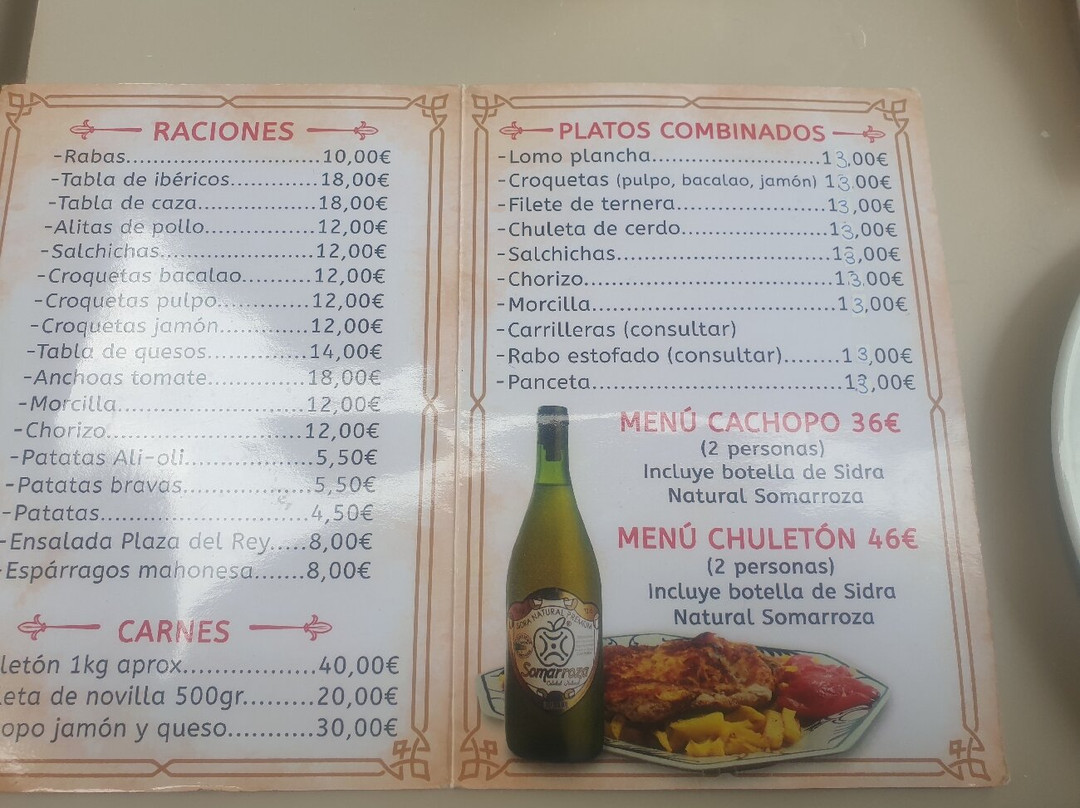 RACIONES
-Rabas............................10,00€
-Tabla de ibéricos.............18,00€
-Tabla de caza..................18,00€
-Alitas de pollo.................12,00€
-Salchichas.......................12,00€
-Croquetas bacalao...........12,00€
-Croquetas pulpo..............12,00€
-Croquetas jamón.............12,00€
-Tabla de quesos...............14,00€
-Anchoas tomate..............18,00€
-Morcilla...........................12,00€
-Chorizo...........................12,00€
-Patatas Ali-oli..................5,50€
-Patatas bravas.................5,50€
-Patatas............................4,50€
-Ensalada Plaza del Rey.....8,00€
-Espárragos mahonesa.......8,00€
CARNES
letón 1kg aprox.................40,00€
leta de novilla 500gr.........20,00€
opo jamón y queso...........30,00€
PLATOS COMBINADOS
-Lomo plancha........................13,00€
-Croquetas (pulpo, bacalao, jamón) 13.00€
-Filete de ternera.....................13,00€
-Chuleta de cerdo.....................13,00€
-Salchichas...............................13,00€
-Chorizo...................................13.00€
-Morcilla...................................13,00€
-Carrilleras (consultar)
-Rabo estofado (consultar)........13,00€
-Panceta...................................13,00€
MENÚ CACHOPO 36€
(2 personas)
Incluye botella de Sidra
Natural Somarroza
MENÚ CHULETÓN 46€
(2 personas)
Incluye botella de Sidra
Natural Somarroza
SIDRA NATURAL PREMIUM
Somarroza